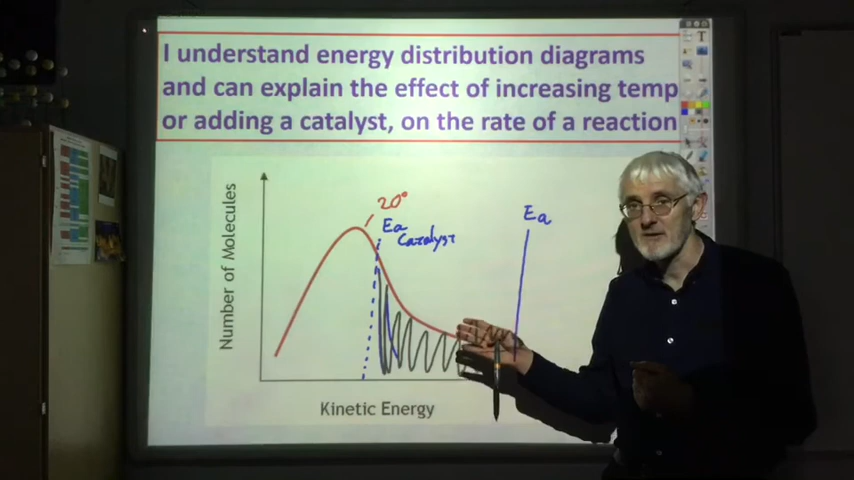 I understand energy distribution diagrams
and can explain the effect of increasing temp
or adding a catalyst, on the rate of a reaction
20°
Ea
Catalyst
Ea
Number of Molecules
Kinetic Energy